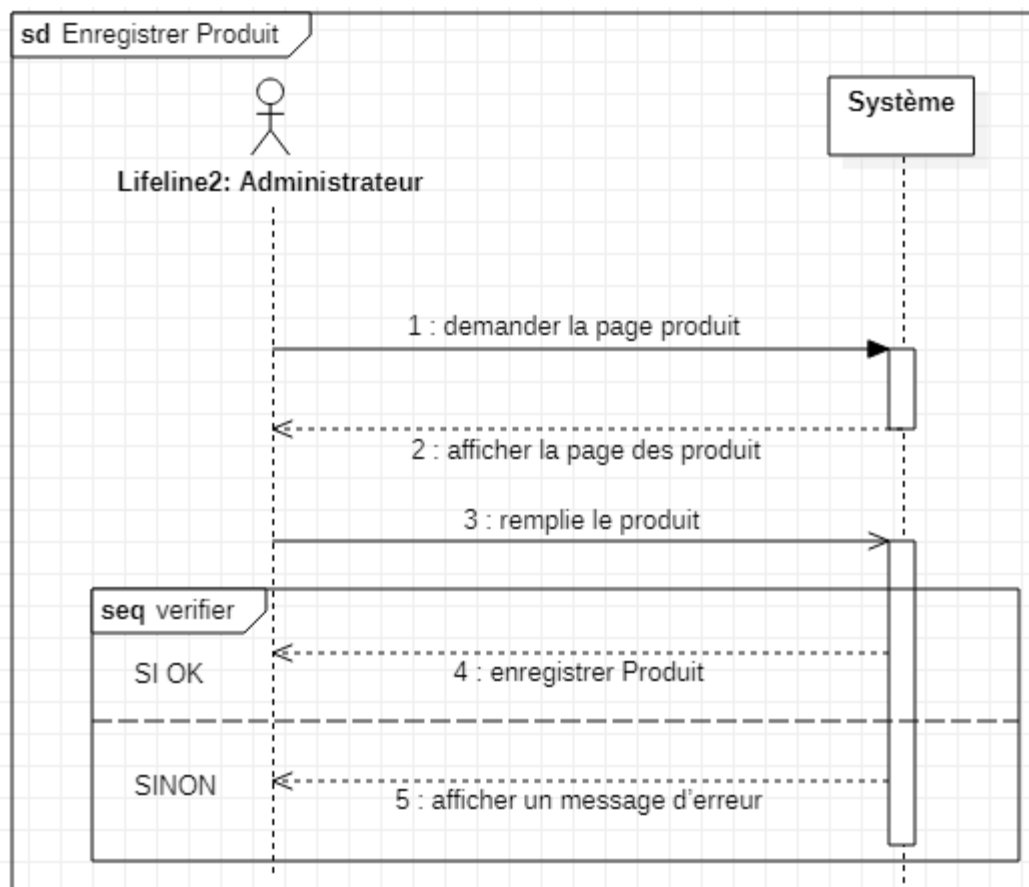 sd Enregistrer Produit
Système
Lifeline2: Administrateur
1 : demander la page produit
2 : afficher la page des produit
3 : remplie le produit
seq verifier
SI OK
4 : enregistrer Produit
SINON
5 : afficher un message d'erreur